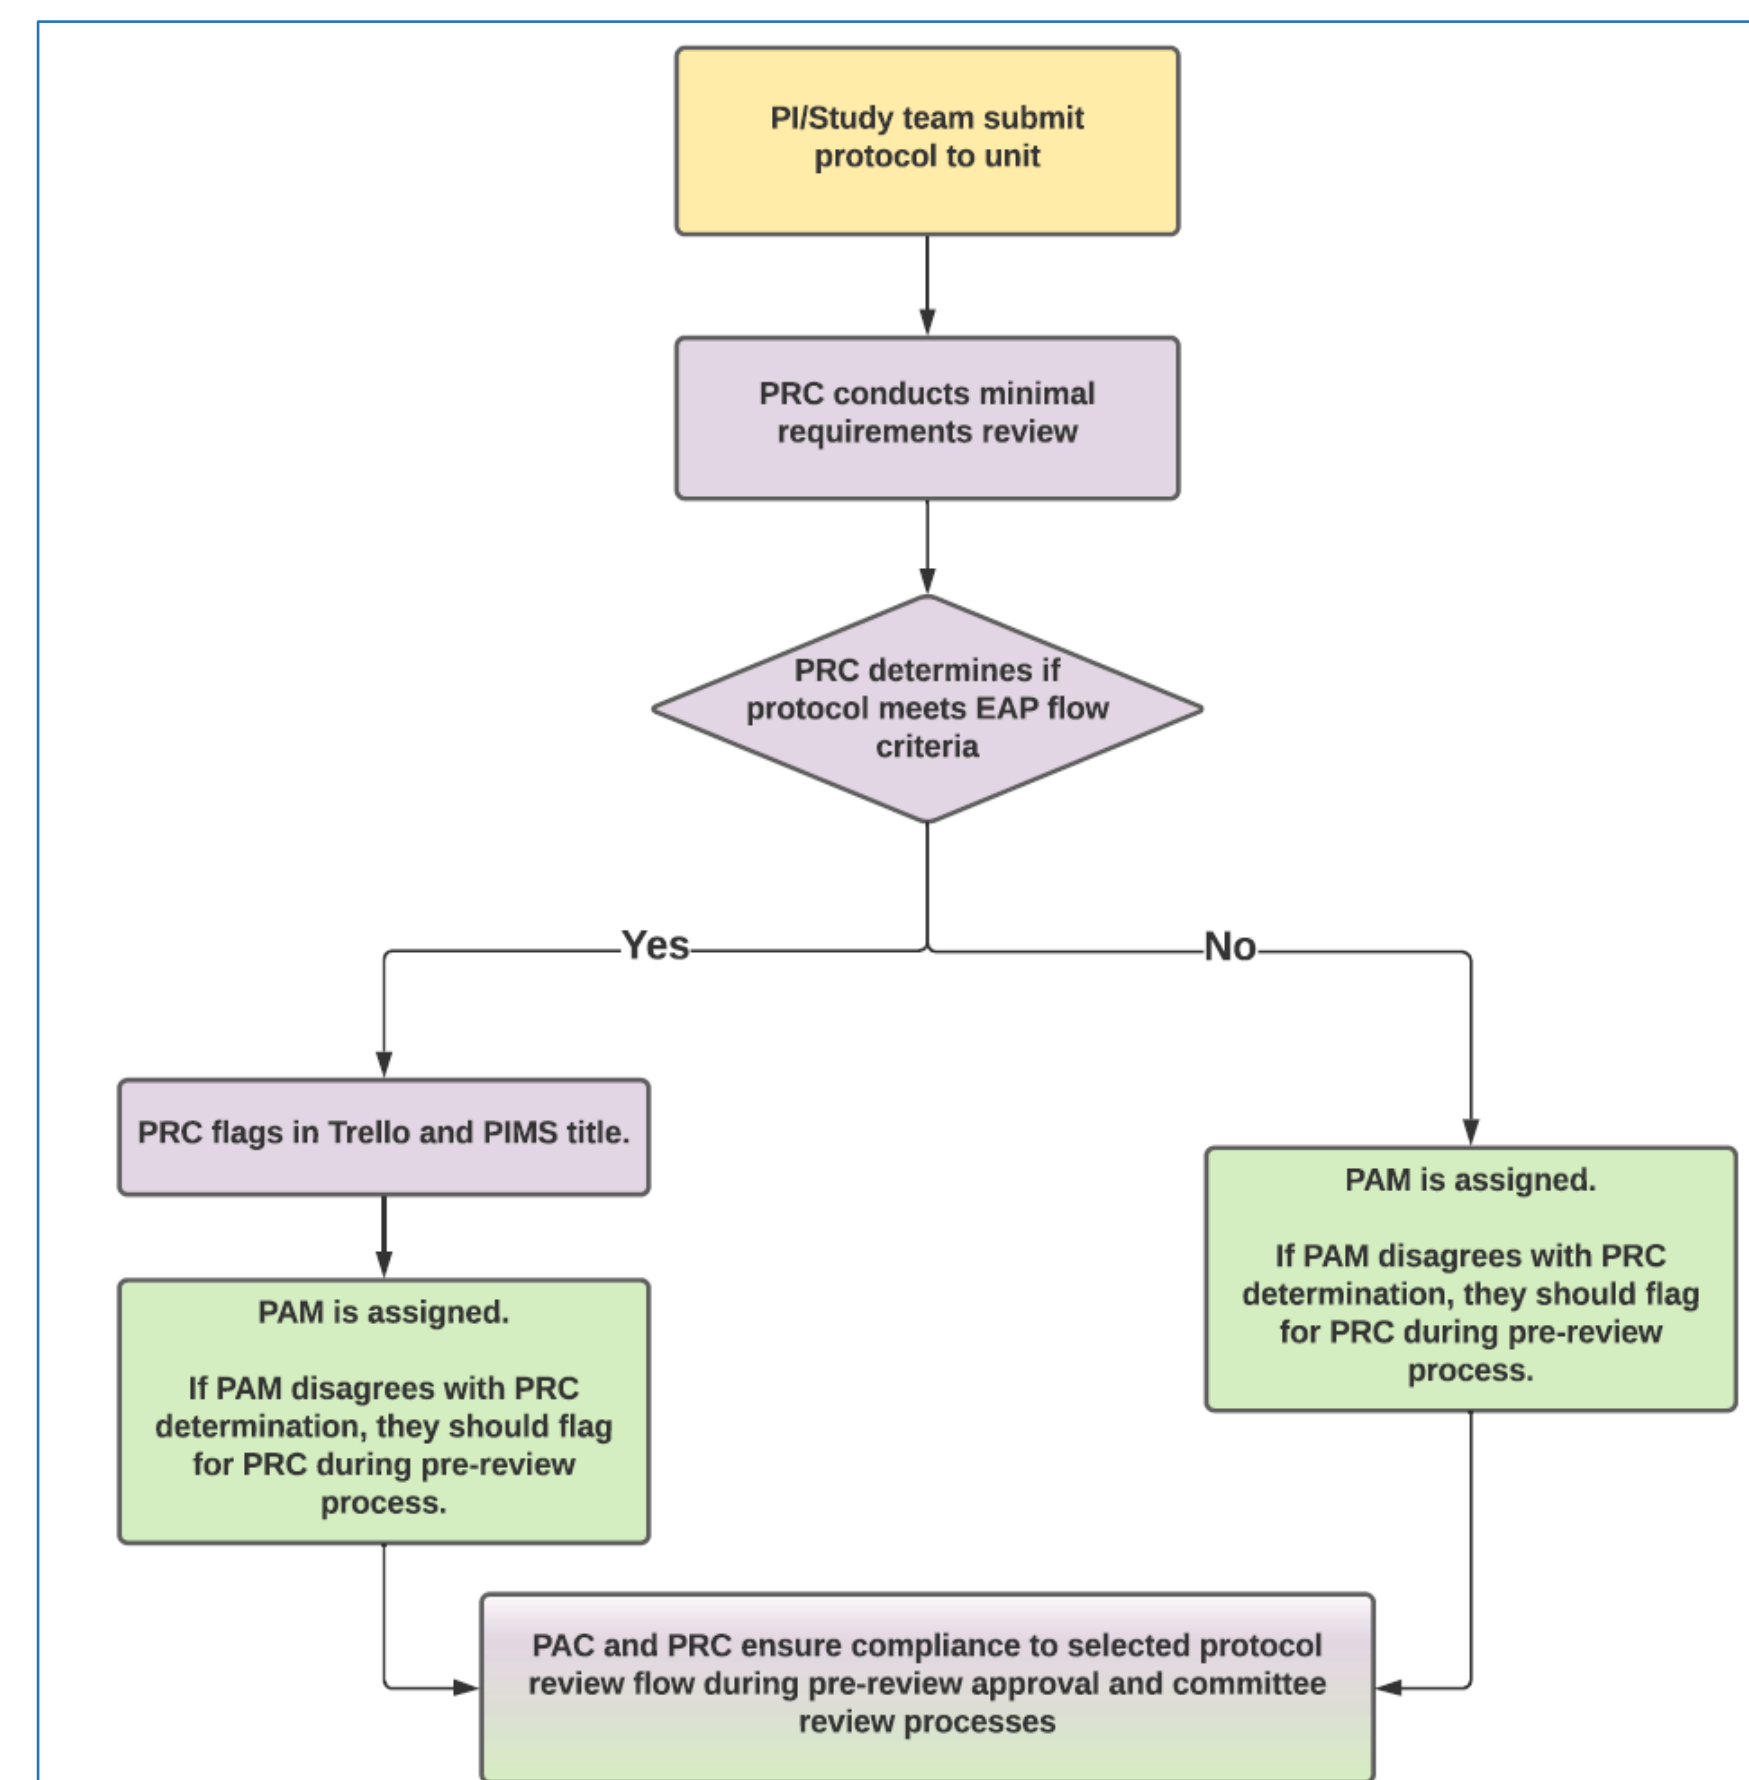 PI/Study team submit
protocol to unit
PRC conducts minimal
requirements review
PRC determines if
protocol meets EAP flow
criteria
Yes
No
PRC flags in Trello and PIMS title.
PAM is assigned.
If PAM disagrees with PRC
determination, they should flag
for PRC during pre-review
process.
PAM is assigned.
If PAM disagrees with PRC
determination, they should flag
for PRC during pre-review
process.
PAC and PRC ensure compliance to selected protocol
review flow during pre-review approval and committee
review processes